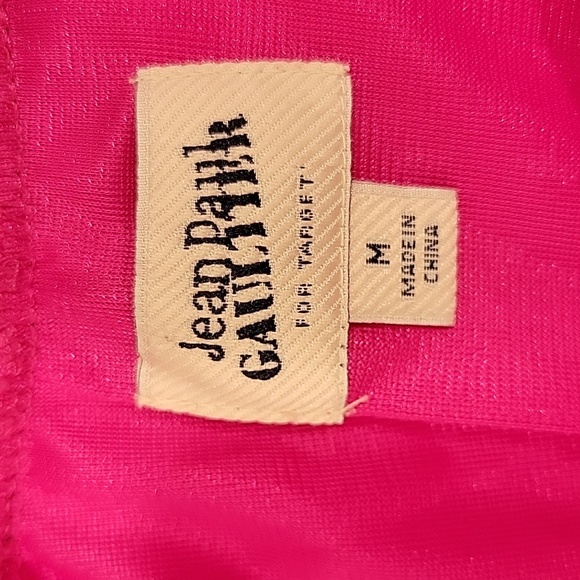 Jean Paul
GAULTIER
FOR TARGET
M
MADE IN
CHINA